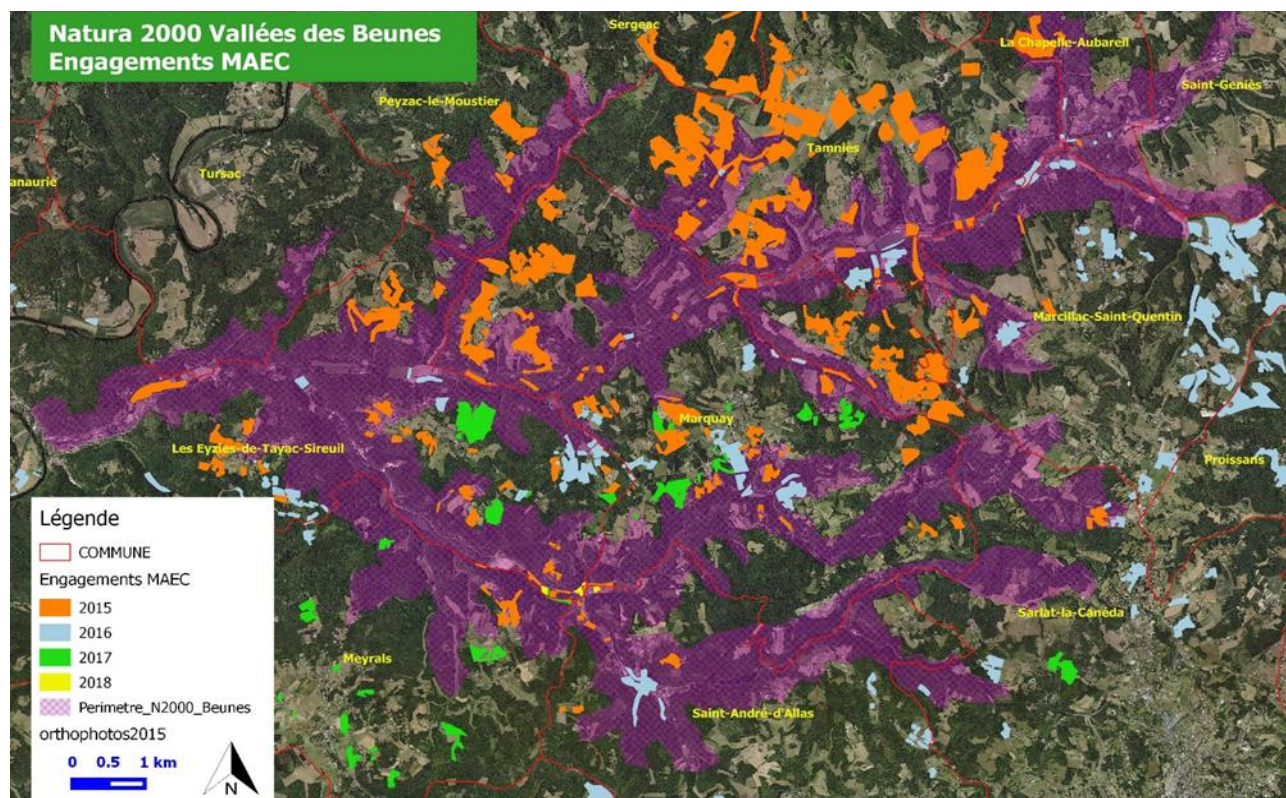 Natura 2000 Vallées des Beunes
Engagements MAEC
Sergeac
La Chapelle-Aubareil
Saint-Geniès
Peyzac-le-Moustier
Tamniès
anaurie
Tursac
Marcillac-Saint-Quentin
Marquay
Les Eyzies-de-Tayac-Sireuil
Proissans
Sarlat-la-Canéda
Meyrals
Saint-André-d'Allas
Légende
COMMUNE
Engagements MAEC
2015
2016
2017
2018
Perimetre_N2000_Beunes
orthophotos2015
0 0.5 1 km
N